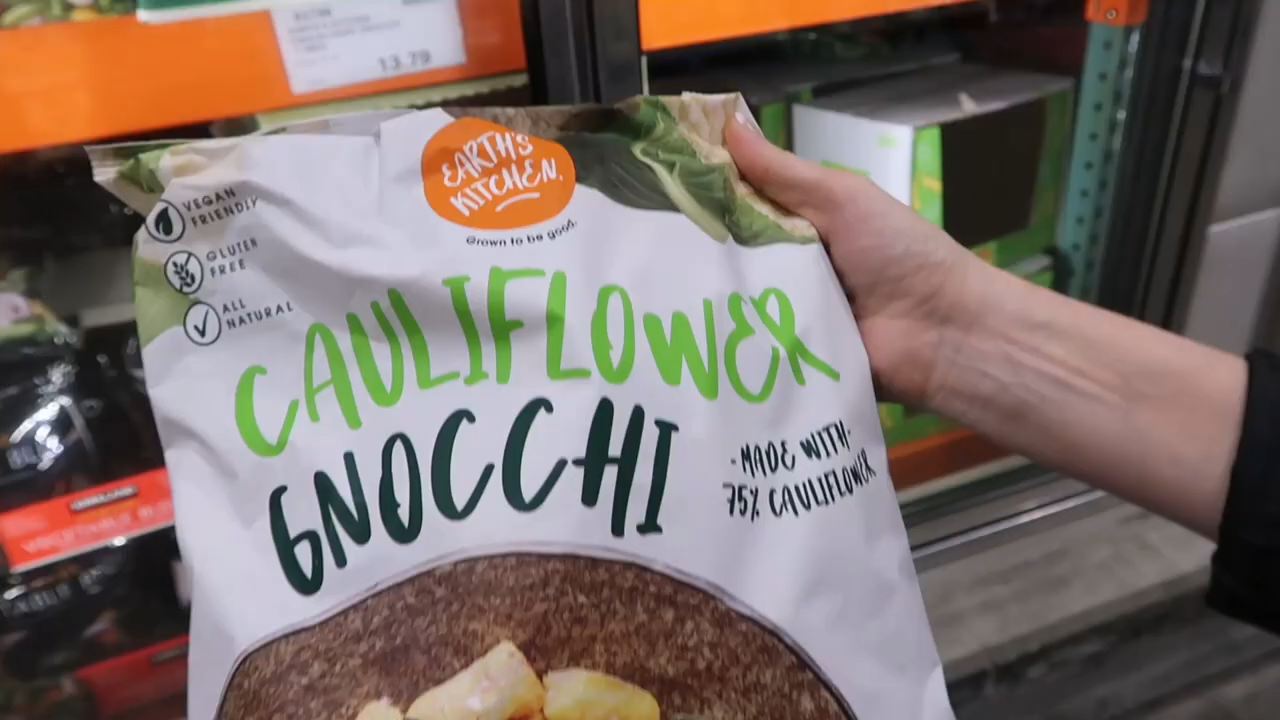 13.79
EARTH'S
KITCHEN.
Grown to be good.
VEGAN
FRIENDLY
GLUTEN
FREE
ALL
NATURAL
CAULIFLOWER
GNOCCHI
-MADE WITH-
75% CAULIFLOWER
KIRKLAND